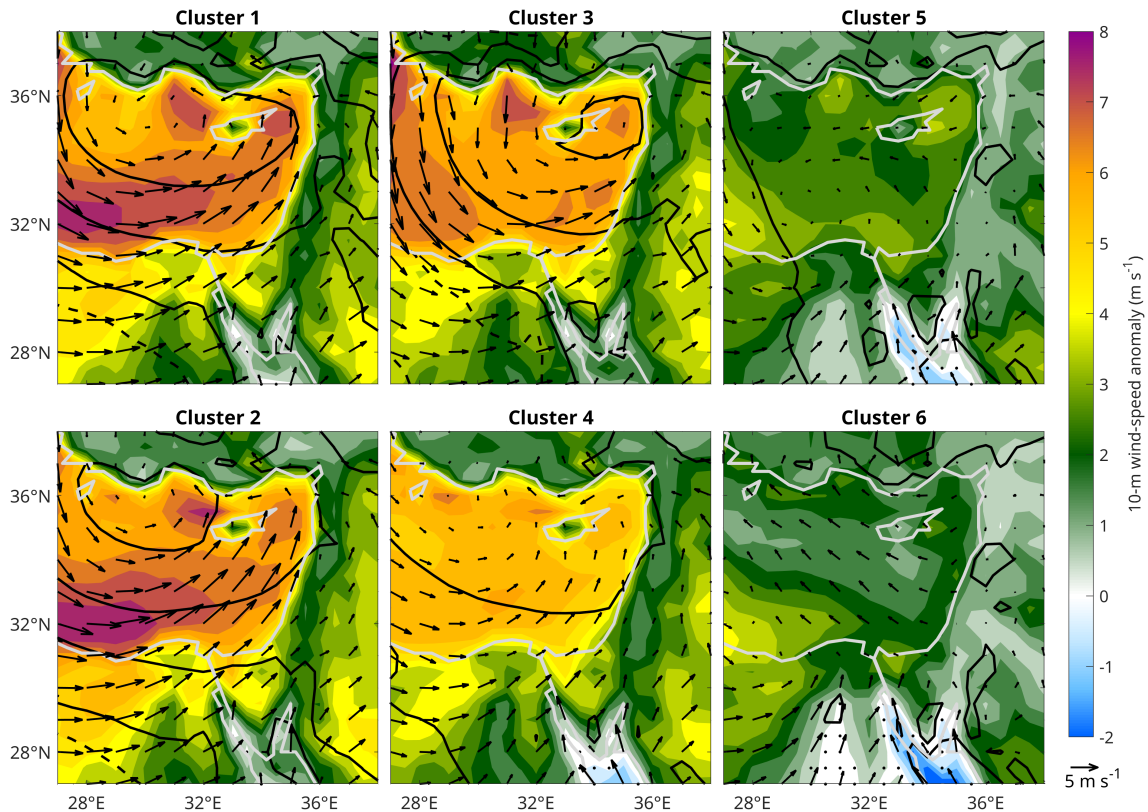 Cluster 1
Cluster 3
Cluster 5
36°N
32°N
28°N
Cluster 2
Cluster 4
Cluster 6
36°N
32°N
28°N
28°E
32°E
36°E
28°E
32°E
36°E
28°E
32°E
36°E
8
7
6
5
4
3
2
1
0
-1
-2
10-m wind-speed anomaly (m s⁻¹)
5 m s⁻¹